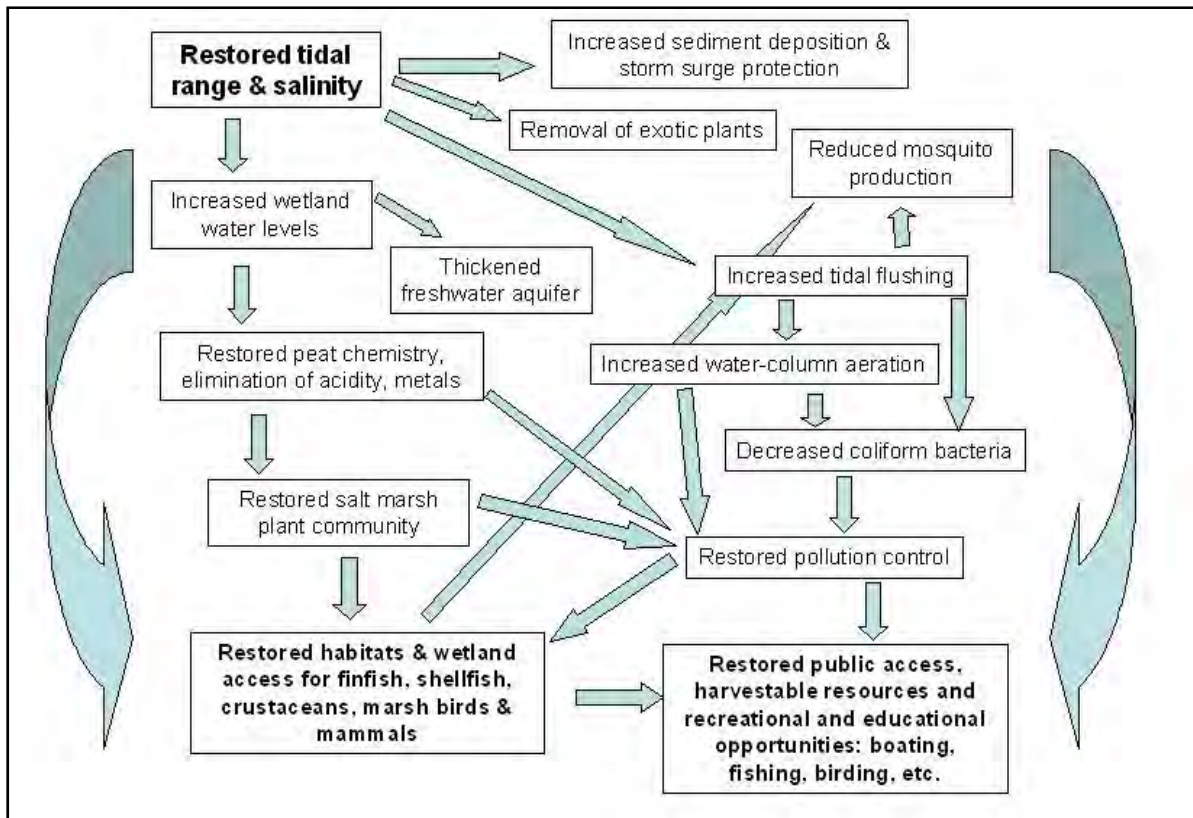 Restored tidal
range & salinity
Increased sediment deposition &
storm surge protection
Removal of exotic plants
Reduced mosquito
production
Increased wetland
water levels
Thickened
freshwater aquifer
Increased tidal flushing
Restored peat chemistry,
elimination of acidity, metals
Increased water-column aeration
Decreased coliform bacteria
Restored salt marsh
plant community
Restored pollution control
Restored habitats & wetland
access for finfish, shellfish,
crustaceans, marsh birds &
mammals
Restored public access,
harvestable resources and
recreational and educational
opportunities: boating,
fishing, birding, etc.